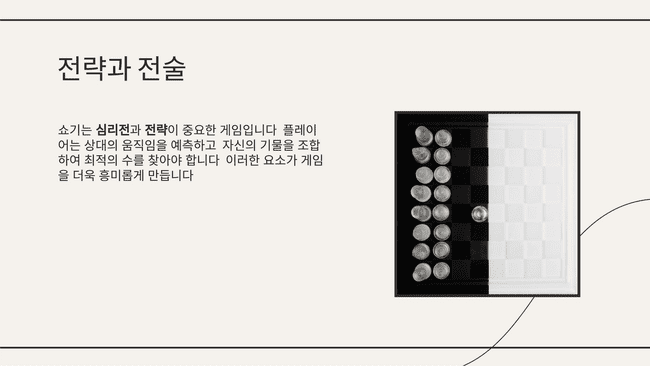 전략과 전술
쇼기는 심리전과 전략이 중요한 게임입니다 플레이
어는 상대의 움직임을 예측하고 자신의 기물을 조합
하여 최적의 수를 찾아야 합니다 이러한 요소가 게임
을 더욱 흥미롭게 만듭니다